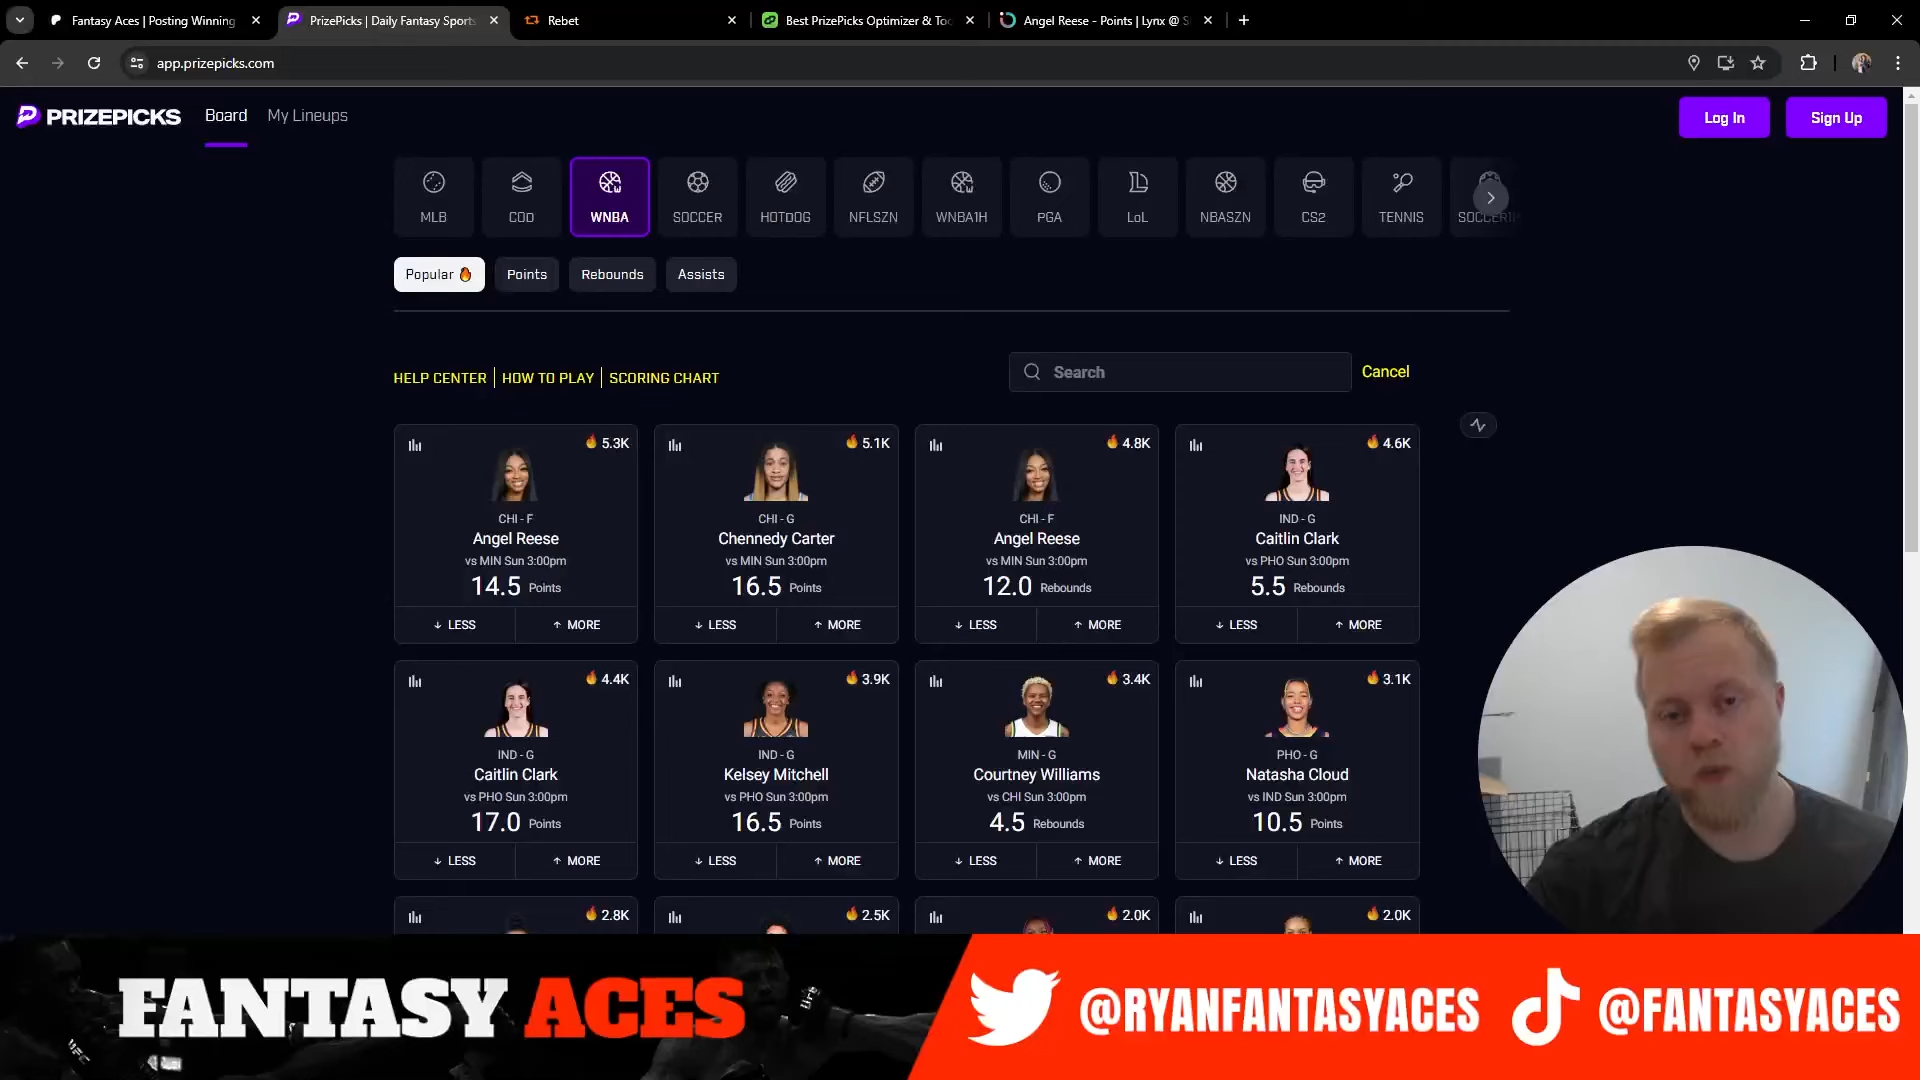 Fantasy Aces | Posting Winning
PrizePicks | Daily Fantasy Sports
Rebet
Best PrizePicks Optimizer & Too
Angel Reese - Points | Lynx @ S
app.prizepicks.com
PRIZEPICKS
Board
My Lineups
Log In
Sign Up
MLB
COD
WNBA
SOCCER
HOTDOG
NFLSZN
WNBA1H
PGA
LoL
NBASZN
CS2
TENNIS
Popular
Points
Rebounds
Assists
HELP CENTER
HOW TO PLAY
SCORING CHART
Search
Cancel
5.3K
CHI - F
Angel Reese
vs MIN Sun 3:00pm
14.5 Points
↓ LESS
↑ MORE
5.1K
CHI - G
Chennedy Carter
vs MIN Sun 3:00pm
16.5 Points
↓ LESS
↑ MORE
4.8K
CHI - F
Angel Reese
vs MIN Sun 3:00pm
12.0 Rebounds
↓ LESS
↑ MORE
4.6K
IND - G
Caitlin Clark
vs PHO Sun 3:00pm
5.5 Rebounds
↓ LESS
↑ MORE
4.4K
IND - G
Caitlin Clark
vs PHO Sun 3:00pm
17.0 Points
↓ LESS
↑ MORE
3.9K
IND - G
Kelsey Mitchell
vs PHO Sun 3:00pm
16.5 Points
↓ LESS
↑ MORE
3.4K
MIN - G
Courtney Williams
vs CHI Sun 3:00pm
4.5 Rebounds
↓ LESS
↑ MORE
3.1K
PHO - G
Natasha Cloud
vs IND Sun 3:00pm
10.5 Points
↓ LESS
↑ MORE
2.8K
2.5K
2.0K
2.0K
FANTASY ACES
@RYANFANTASYACES
@FANTASYACES